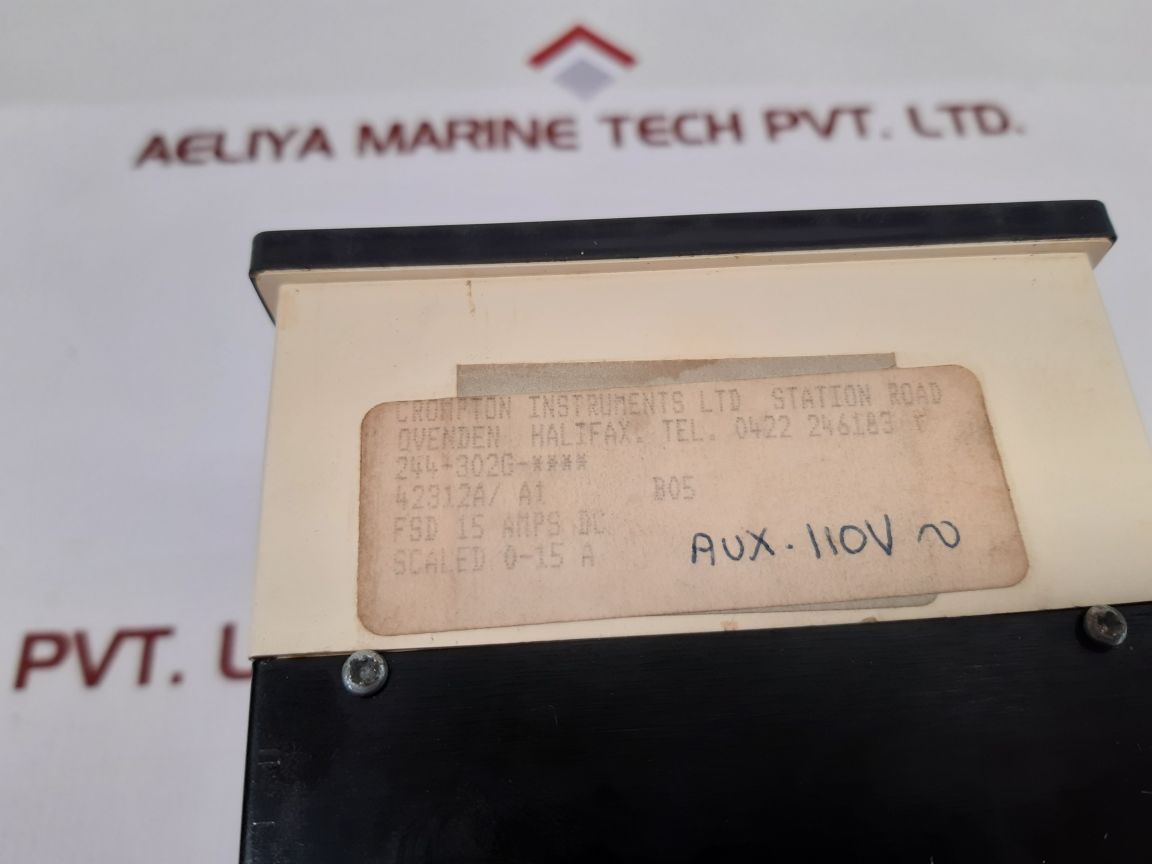 AELIYA MARINE TECH PVT. LTD.
CROMPTON INSTRUMENTS LTD STATION ROAD
OVENDEN HALIFAX. TEL. 0422 246183
244-302G-****
42312A/ A1 B05
FSD 15 AMPS DC
SCALED 0-15 A
AUX. 110V ~
PVT. L